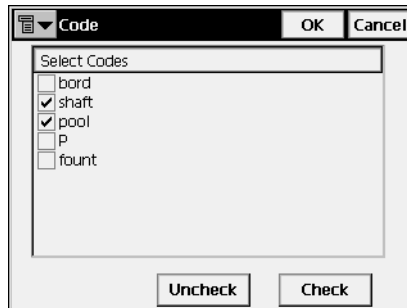 Code OK Cancel
Select Codes
bord
shaft
pool
P
fount
Uncheck Check